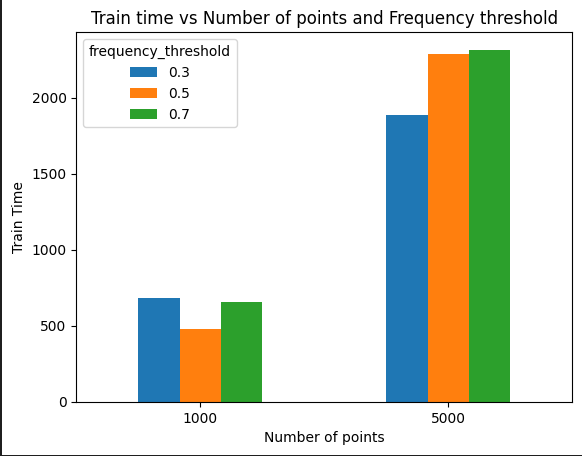 Train time vs Number of points and Frequency threshold
frequency_threshold
0.3
0.5
0.7
2000
1500
1000
500
0
Train Time
1000 5000
Number of points